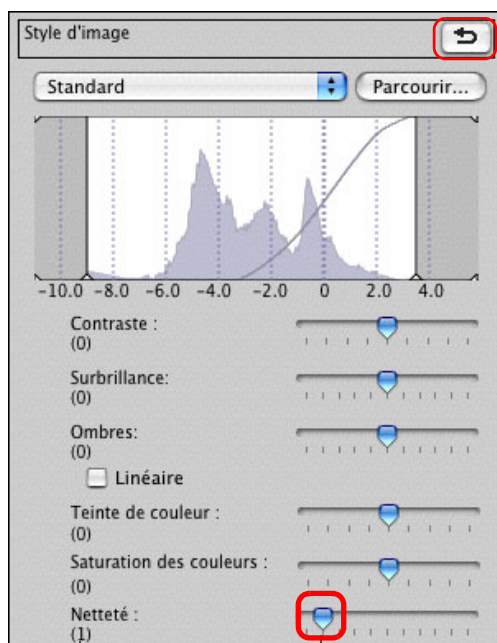 Style d'image
Standard
Parcourir...
-10.0 -8.0 -6.0 -4.0 -2.0 0 2.0 4.0
Contraste :
(0)
Surbrillance:
(0)
Ombres:
(0)
Linéaire
Teinte de couleur :
(0)
Saturation des couleurs :
(0)
Netteté :
(1)